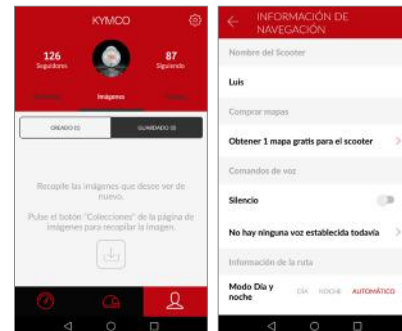 KYMCO
126
Seguidores
87
Siguiendo
Imágenes
CREADO (0)
GUARDADO (0)
Recopile las imágenes que desee ver de
nuevo.
Pulse el botón "Colecciones" de la página de
imágenes para recopilar la imagen.
INFORMACIÓN DE
NAVEGACIÓN
Nombre del Scooter
Luis
Comprar mapas
Obtener 1 mapa gratis para el scooter
Comandos de voz
Silencio
No hay ninguna voz establecida todavía
Información de la ruta
Modo Día y
noche
DÍA NOCHE AUTOMÁTICO